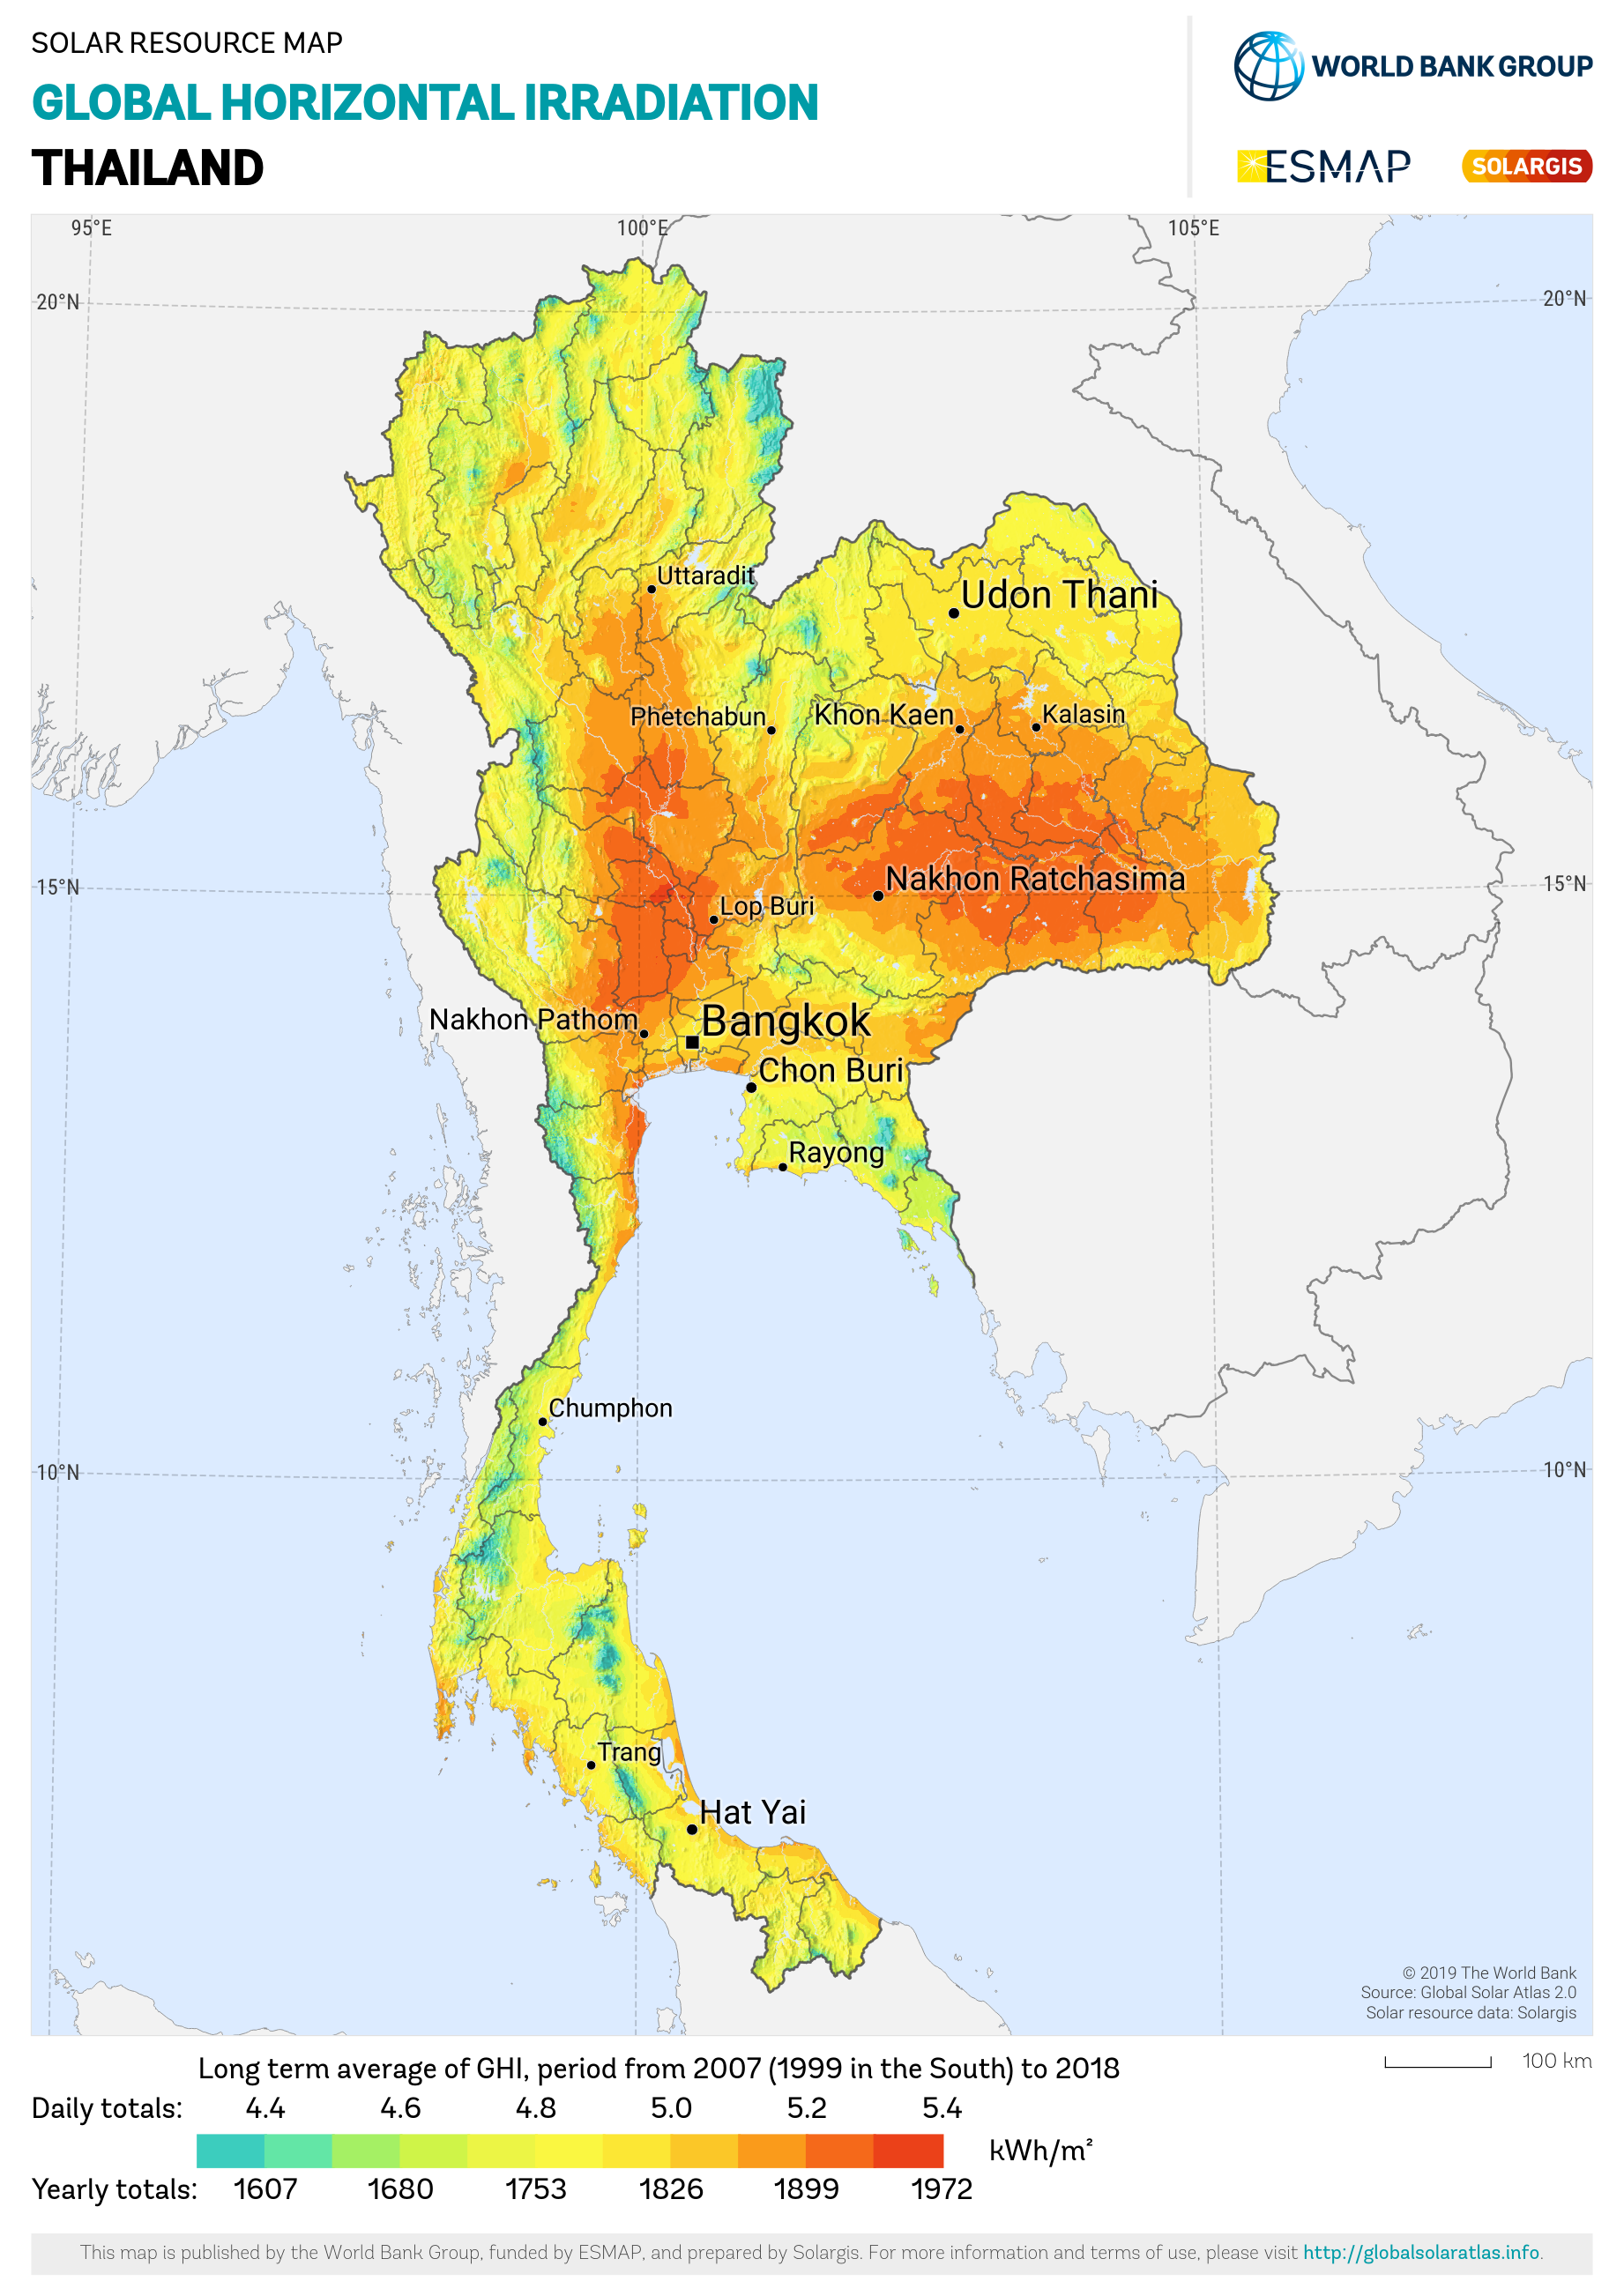 SOLAR RESOURCE MAP
GLOBAL HORIZONTAL IRRADIATION
THAILAND
WORLD BANK GROUP
ESMAP
SOLARGIS
95°E
100°E
105°E
20°N
20°N
Uttaradit
Udon Thani
Phetchabun
Khon Kaen
Kalasin
15°N
15°N
Nakhon Ratchasima
Lop Buri
Nakhon Pathom
Bangkok
Chon Buri
Rayong
Chumphon
10°N
10°N
Trang
Hat Yai
© 2019 The World Bank
Source: Global Solar Atlas 2.0
Solar resource data: Solargis
100 km
Long term average of GHI, period from 2007 (1999 in the South) to 2018
Daily totals: 4.4 4.6 4.8 5.0 5.2 5.4
kWh/m²
Yearly totals: 1607 1680 1753 1826 1899 1972
This map is published by the World Bank Group, funded by ESMAP, and prepared by Solargis. For more information and terms of use, please visit http://globalsolaratlas.info.